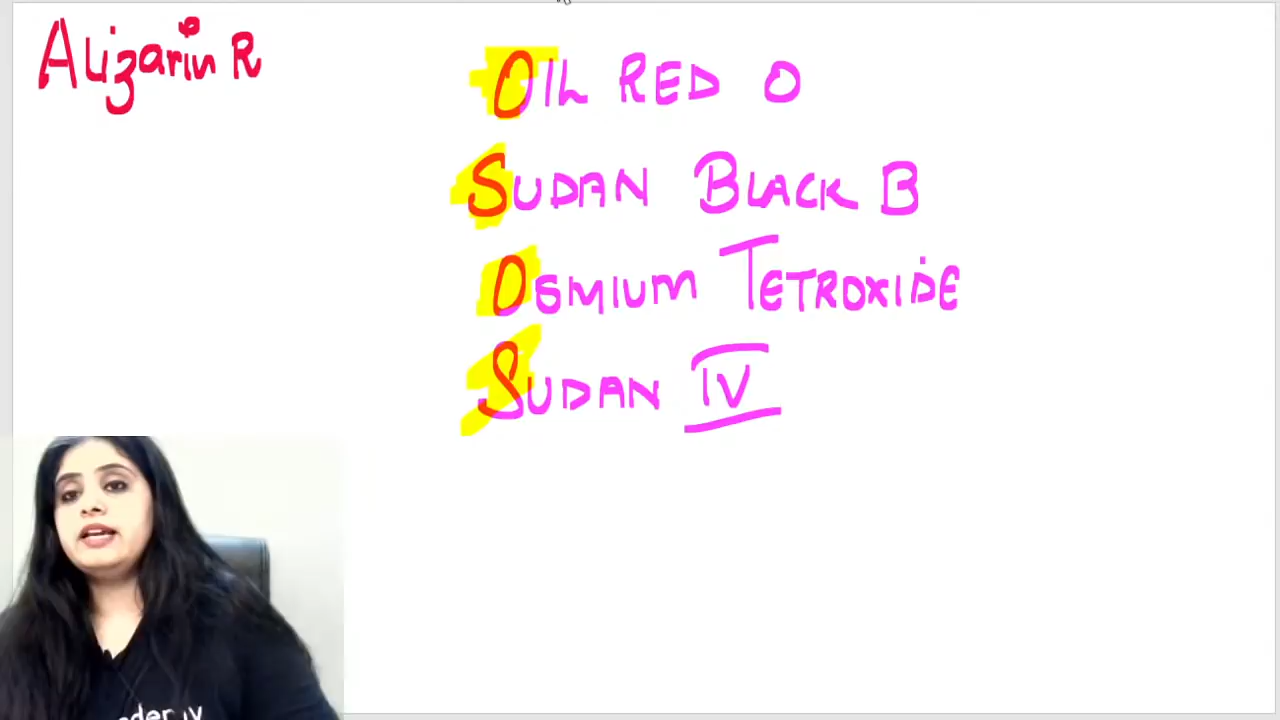 Alizarin R
OIL RED O
SUDAN BLACK B
OSMIUM TETROXIDE
SUDAN IV